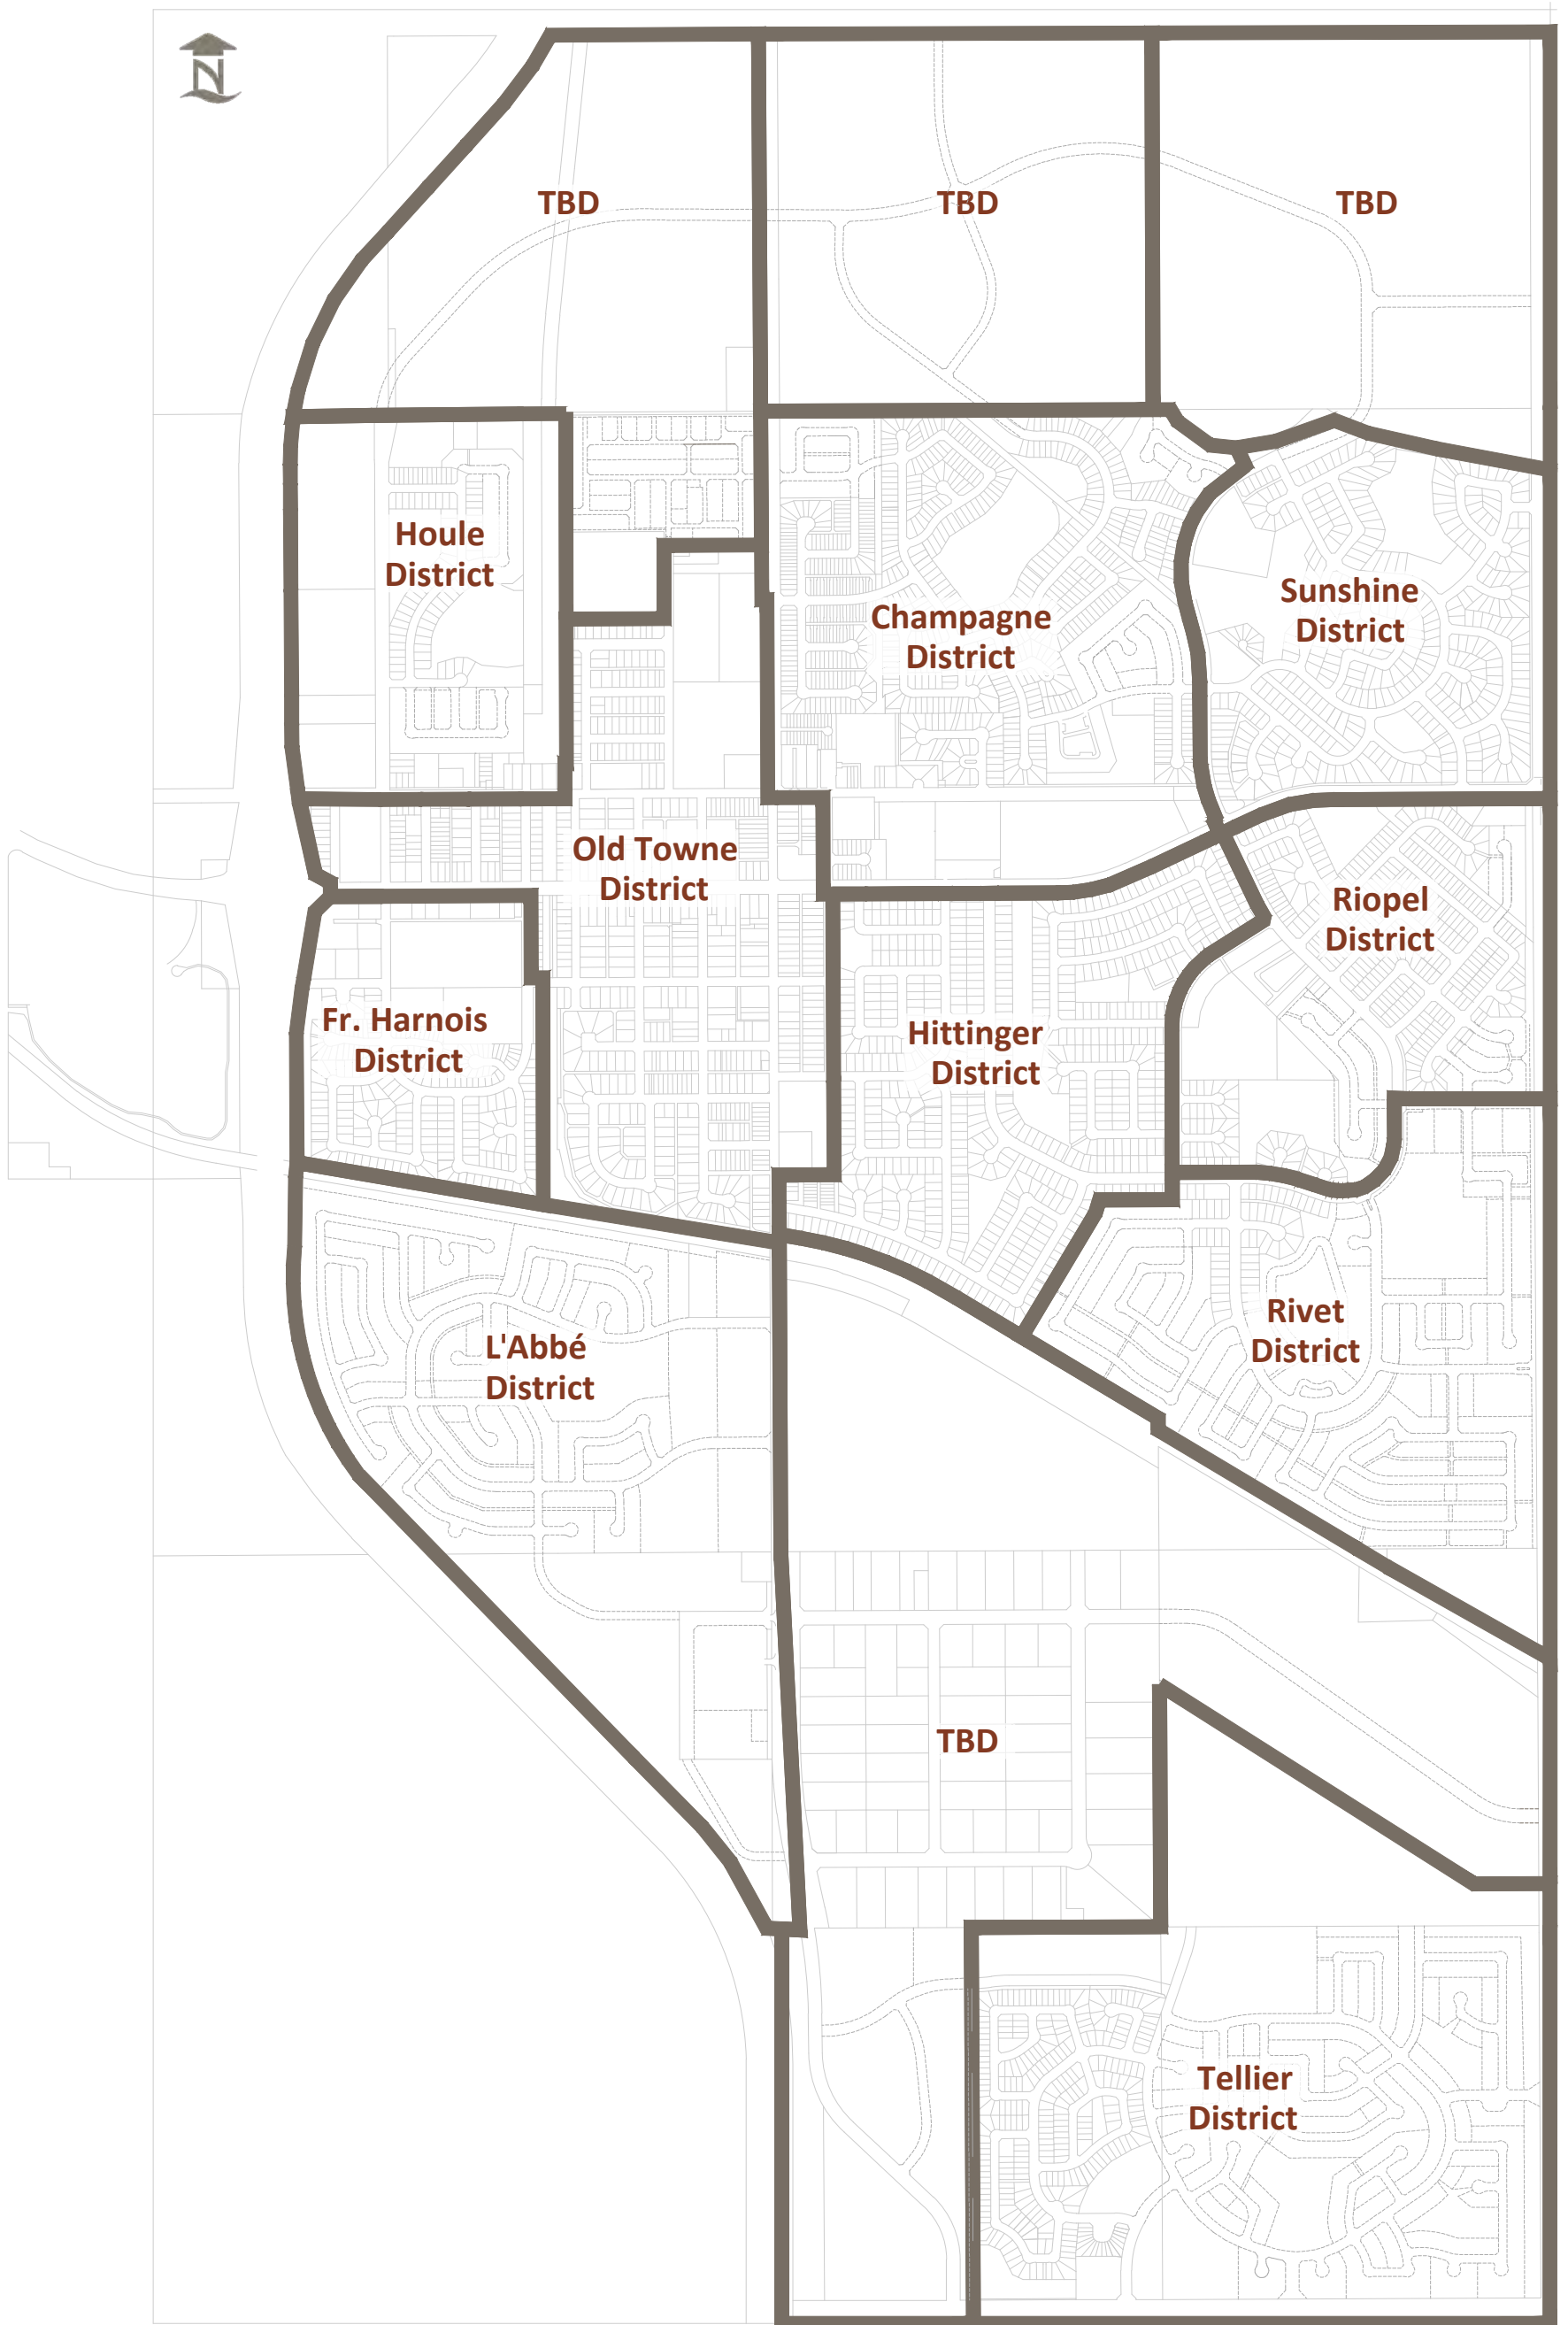 N
TBD
TBD
TBD
Houle
District
Sunshine
District
Champagne
District
Old Towne
District
Riopel
District
Fr. Harnois
District
Hittinger
District
Rivet
District
L'Abbé
District
TBD
Tellier
District